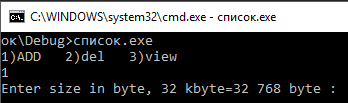 C:\WINDOWS\system32\cmd.exe - список.exe
ок\Debug>список.exe
1)ADD 2)del 3)view
1
Enter size in byte, 32 kbyte=32 768 byte :